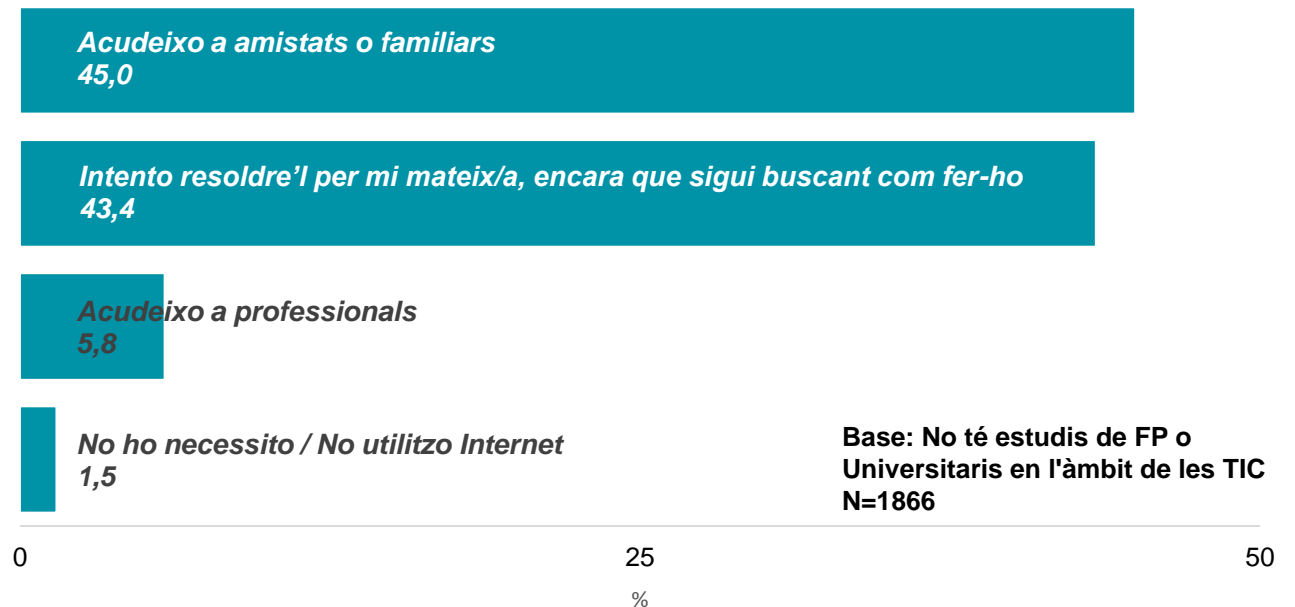 Acudeixo a amistats o familiars
45,0
Intento resoldre’l per mi mateix/a, encara que sigui buscant com fer-ho
43,4
Acudeixo a professionals
5,8
No ho necessito / No utilitzo Internet
1,5
Base: No té estudis de FP o
Universitaris en l'àmbit de les TIC
N=1866
0
25
50
%